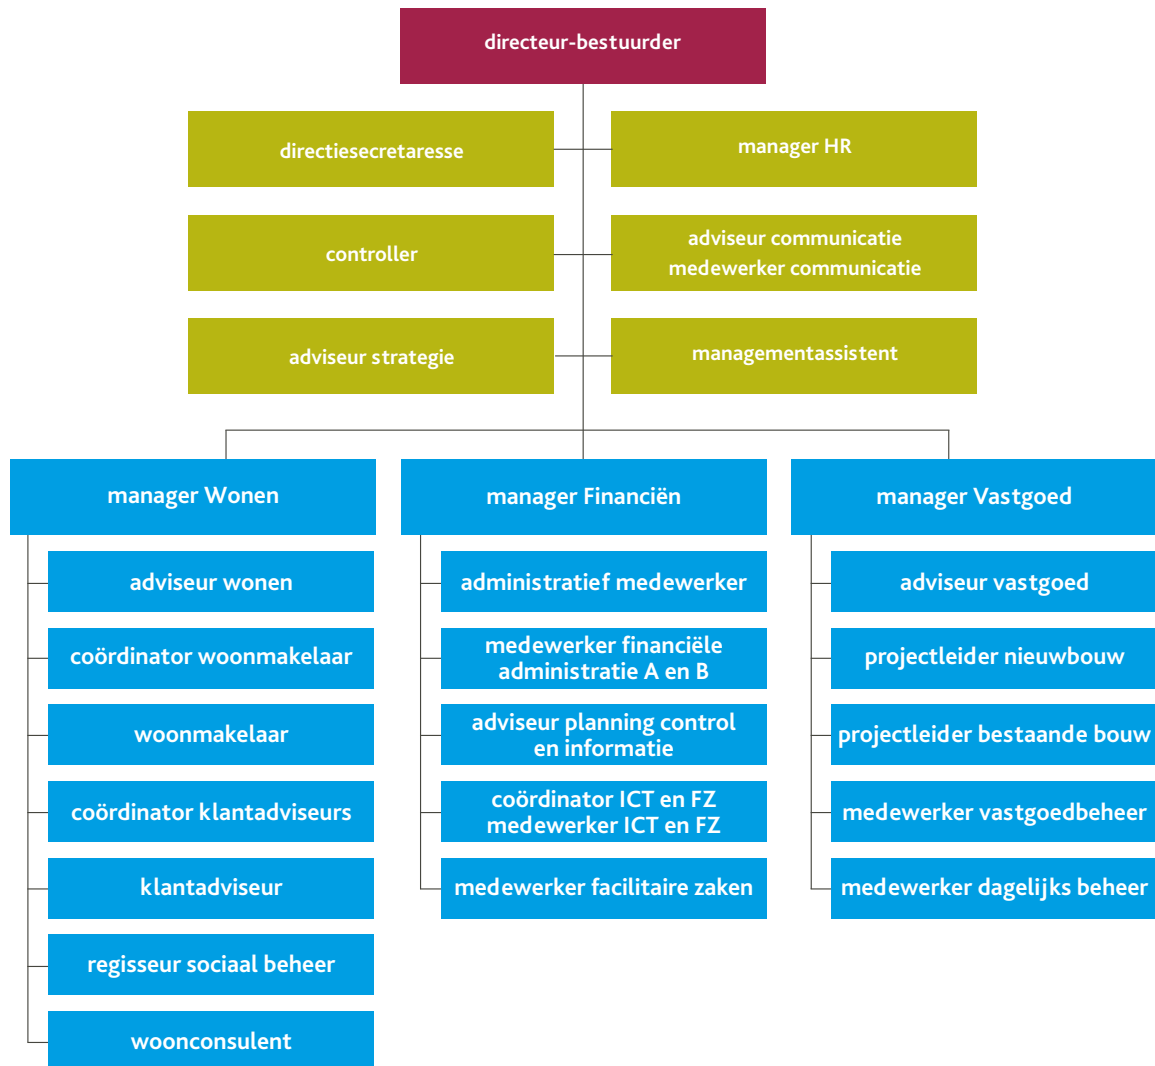 directeur-bestuurder
directiesecretaresse
manager HR
controller
adviseur communicatie
medewerker communicatie
adviseur strategie
managementassistent
manager Wonen
adviseur wonen
coördinator woonmakelaar
woonmakelaar
coördinator klantadviseurs
klantadviseur
regisseur sociaal beheer
woonconsulent
manager Financiën
administratief medewerker
medewerker financiële
administratie A en B
adviseur planning control
en informatie
coördinator ICT en FZ
medewerker ICT en FZ
medewerker facilitaire zaken
manager Vastgoed
adviseur vastgoed
projectleider nieuwbouw
projectleider bestaande bouw
medewerker vastgoedbeheer
medewerker dagelijks beheer